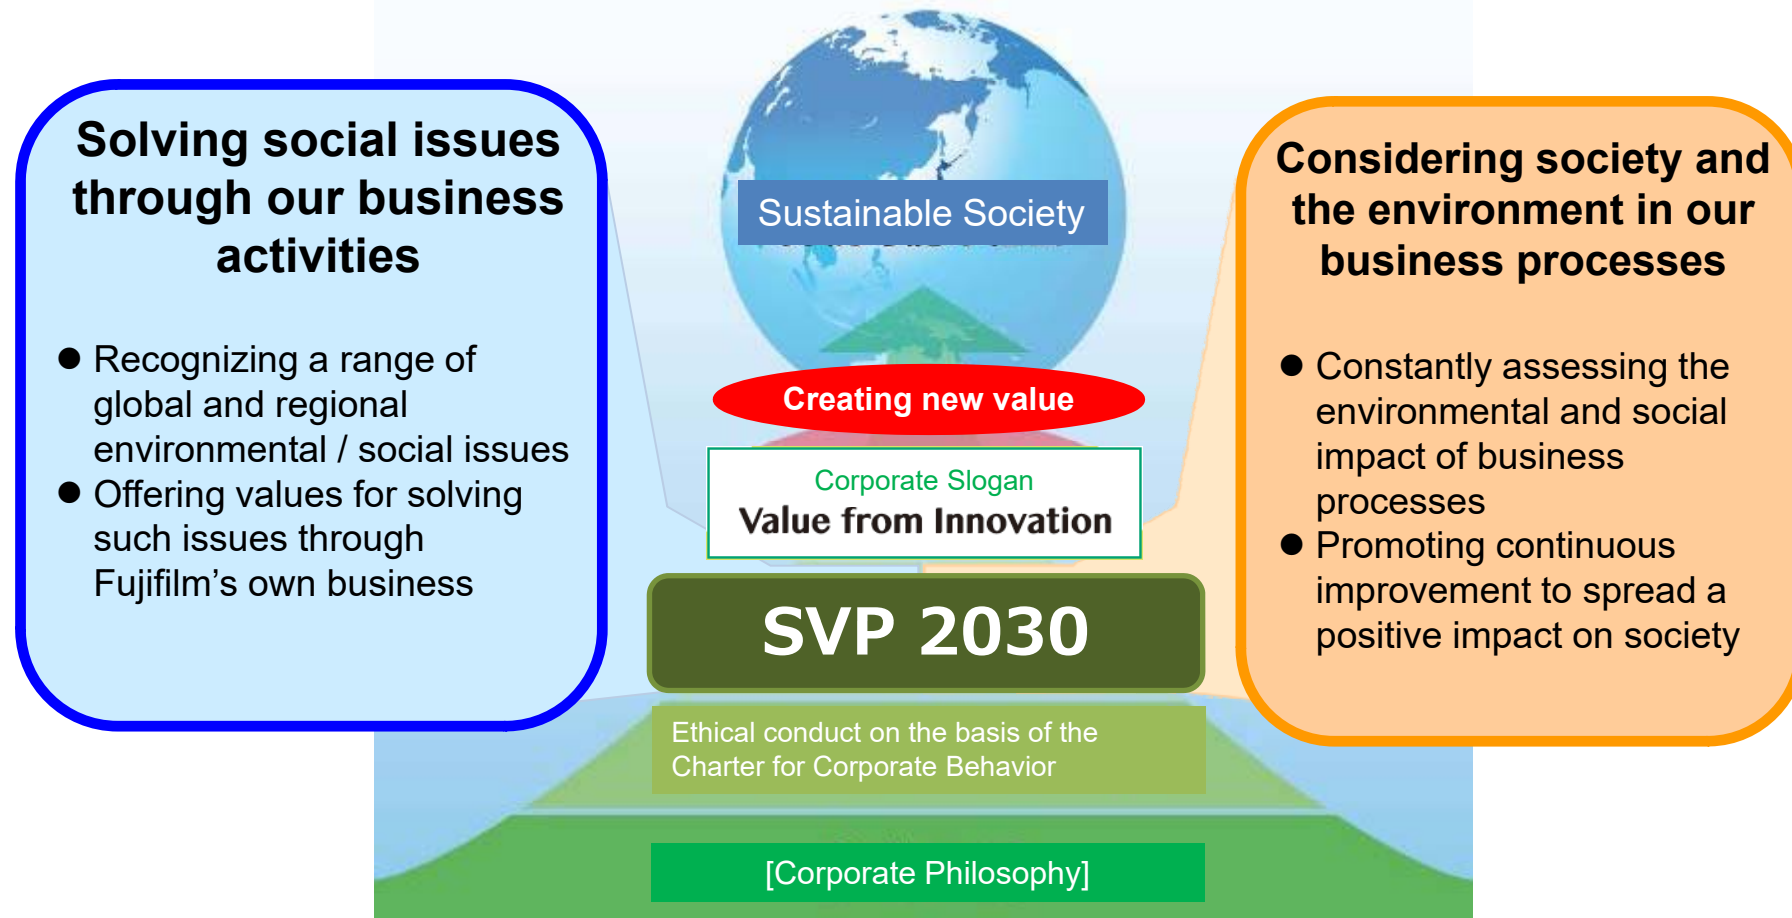 Solving social issues
through our business
activities
● Recognizing a range of
global and regional
environmental / social issues
● Offering values for solving
such issues through
Fujifilm’s own business
Sustainable Society
Creating new value
Corporate Slogan
Value from Innovation
SVP 2030
Ethical conduct on the basis of the
Charter for Corporate Behavior
[Corporate Philosophy]
Considering society and
the environment in our
business processes
● Constantly assessing the
environmental and social
impact of business
processes
● Promoting continuous
improvement to spread a
positive impact on society